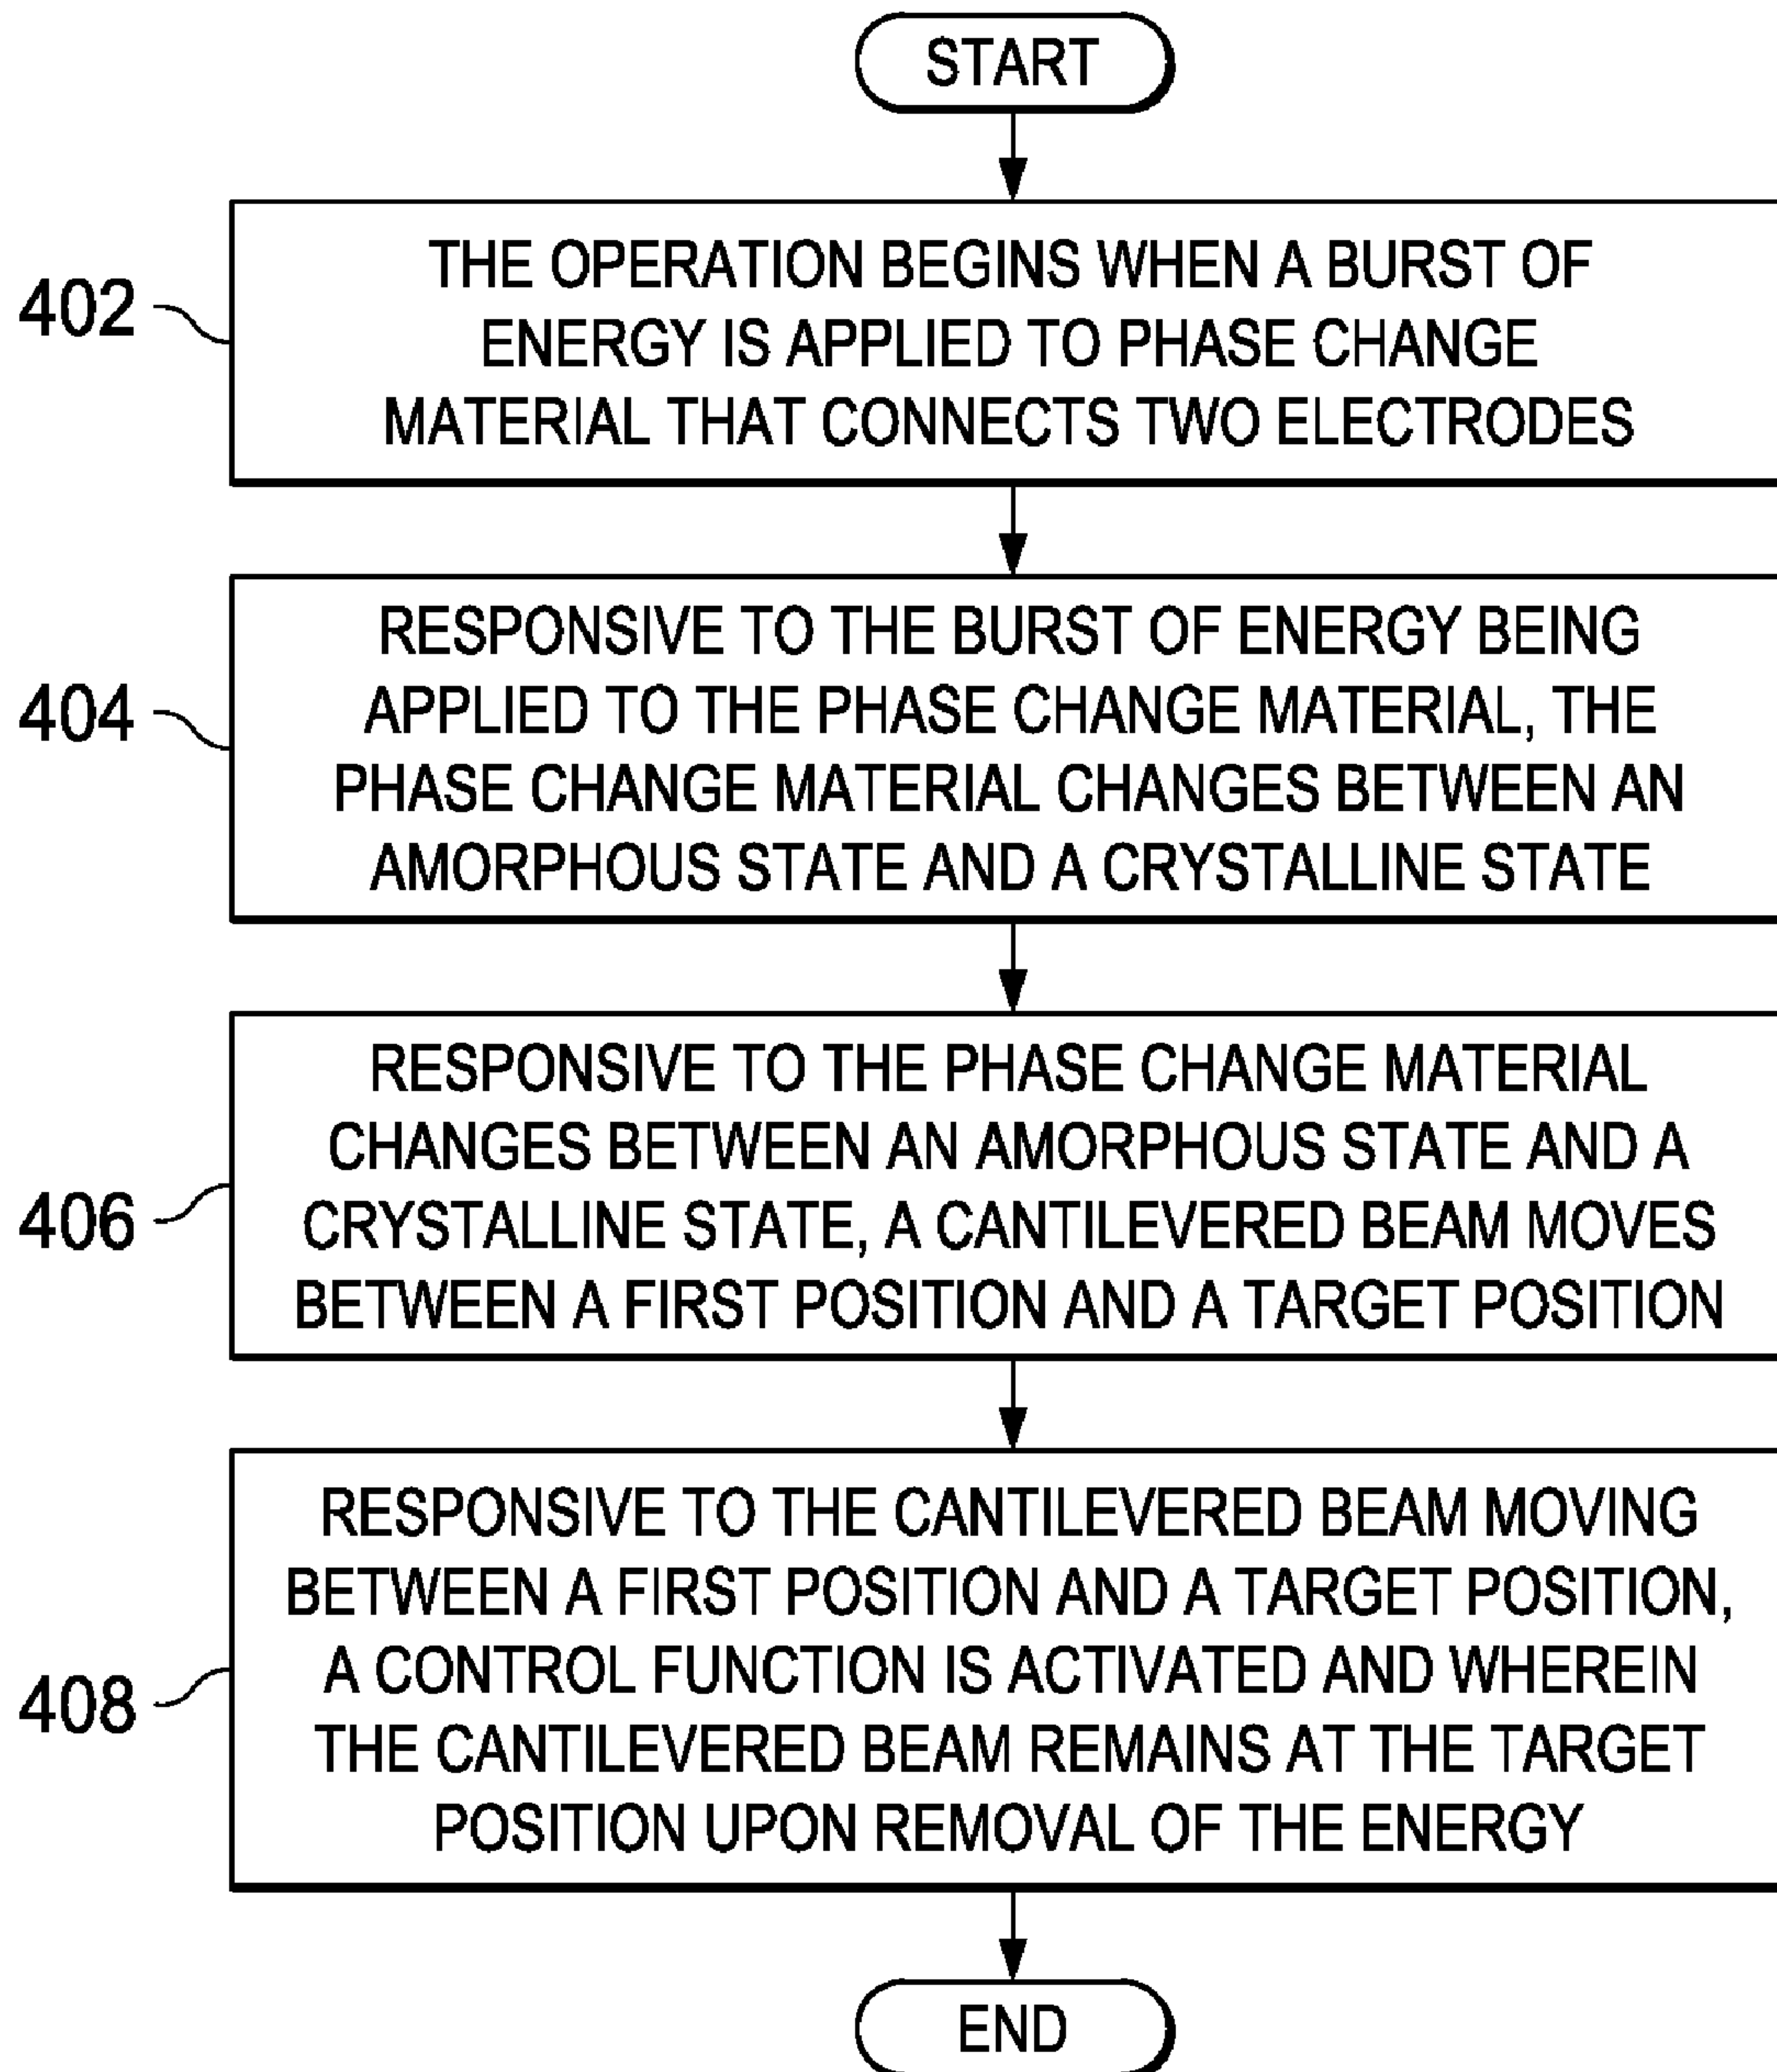 START
402
THE OPERATION BEGINS WHEN A BURST OF
ENERGY IS APPLIED TO PHASE CHANGE
MATERIAL THAT CONNECTS TWO ELECTRODES
404
RESPONSIVE TO THE BURST OF ENERGY BEING
APPLIED TO THE PHASE CHANGE MATERIAL, THE
PHASE CHANGE MATERIAL CHANGES BETWEEN AN
AMORPHOUS STATE AND A CRYSTALLINE STATE
406
RESPONSIVE TO THE PHASE CHANGE MATERIAL
CHANGES BETWEEN AN AMORPHOUS STATE AND A
CRYSTALLINE STATE, A CANTILEVERED BEAM MOVES
BETWEEN A FIRST POSITION AND A TARGET POSITION
408
RESPONSIVE TO THE CANTILEVERED BEAM MOVING
BETWEEN A FIRST POSITION AND A TARGET POSITION,
A CONTROL FUNCTION IS ACTIVATED AND WHEREIN
THE CANTILEVERED BEAM REMAINS AT THE TARGET
POSITION UPON REMOVAL OF THE ENERGY
END